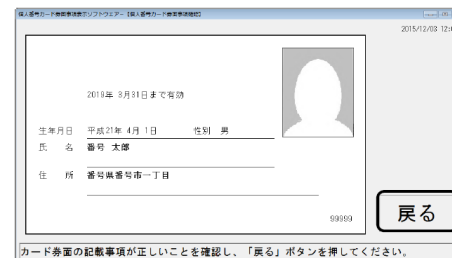 個人番号カード券面事項表示ソフトウエアー【個人番号カード券面事項確認】
2015/12/03 12:0
2019年 3月31日まで有効
生年月日 平成21年 4月 1日 性別 男
氏 名 番号 太郎
住 所 番号県番号市一丁目
99999
戻る
カード券面の記載事項が正しいことを確認し、「戻る」ボタンを押してください。